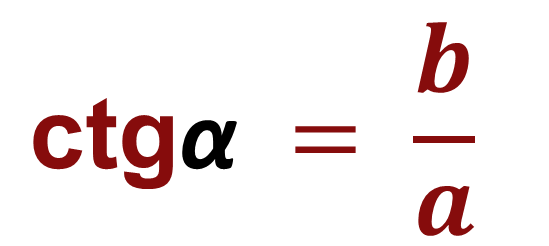 ctgα = b/a